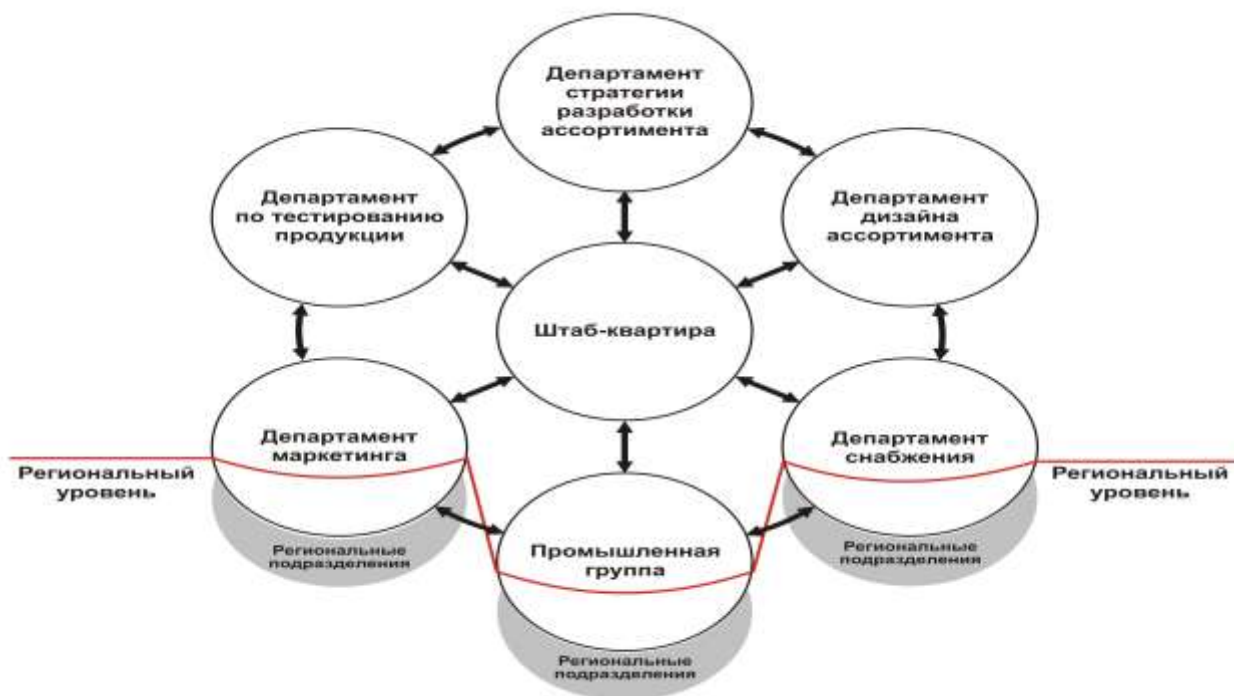 Департамент
стратегии
разработки
ассортимента
Департамент
по тестированию
продукции
Департамент
дизайна
ассортимента
Штаб-квартира
Департамент
маркетинга
Департамент
снабжения
Региональный
уровень
Региональный
уровень
Региональные
подразделения
Промышленная
группа
Региональные
подразделения
Региональные
подразделения